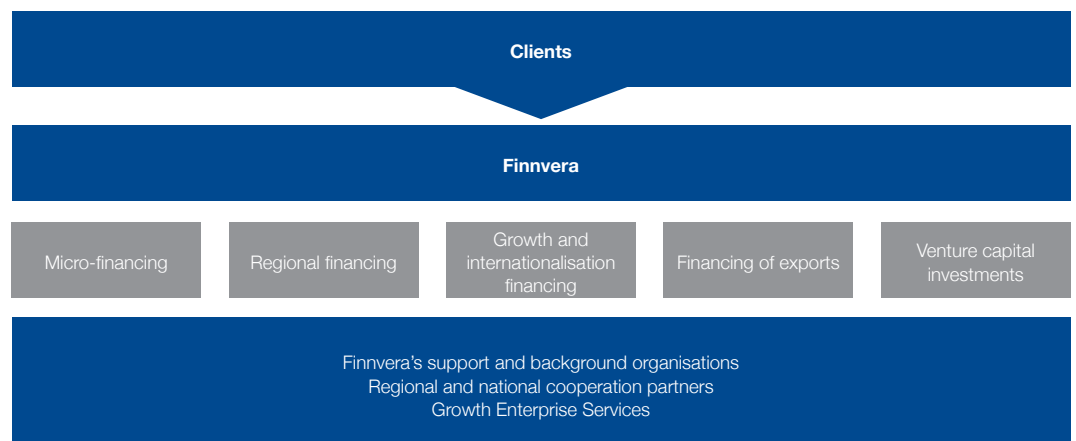 Clients
Finnvera
Micro-financing
Regional financing
Growth and
internationalisation
financing
Financing of exports
Venture capital
investments
Finnvera's support and background organisations
Regional and national cooperation partners
Growth Enterprise Services